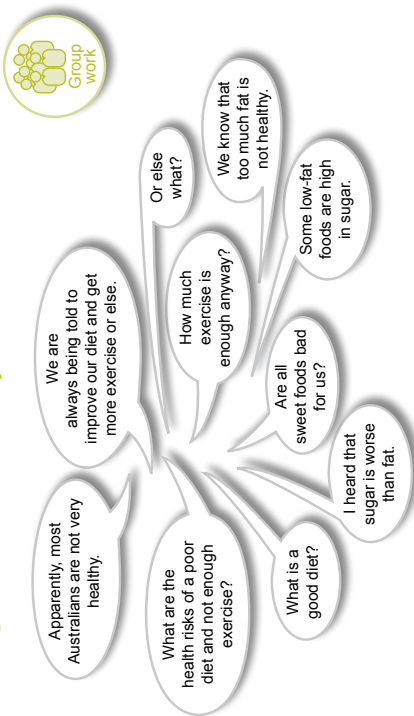 Group
work
Apparently, most
Australians are not very
healthy.
We are
always being told to
improve our diet and get
more exercise or else.
Or else
what?
What are the
health risks of a poor
diet and not enough
exercise?
How much
exercise is
enough anyway?
We know that
too much fat is
not healthy.
What is a
good diet?
Are all
sweet foods bad
for us?
Some low-fat
foods are high
in sugar.
I heard that
sugar is worse
than fat.